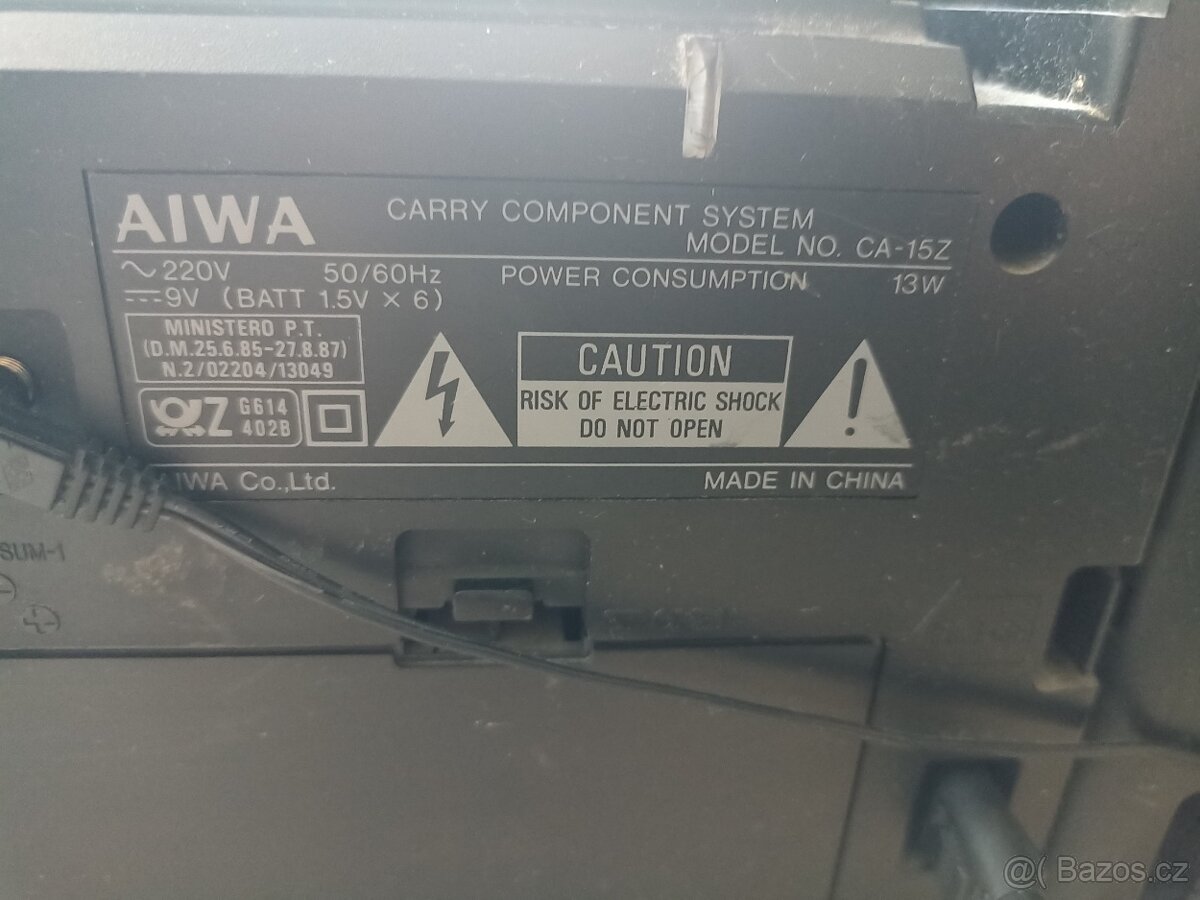 AIWA
CARRY COMPONENT SYSTEM
MODEL NO. CA-15Z
~ 220V 50/60Hz POWER CONSUMPTION 13W
⎓ 9V (BATT 1.5V × 6)
MINISTERO P.T.
(D.M.25.6.85-27.8.87)
N.2/02204/13049
Z G614
402B
CAUTION
RISK OF ELECTRIC SHOCK
DO NOT OPEN
AIWA Co.,Ltd. MADE IN CHINA
SUM-1
@( Bazos.cz